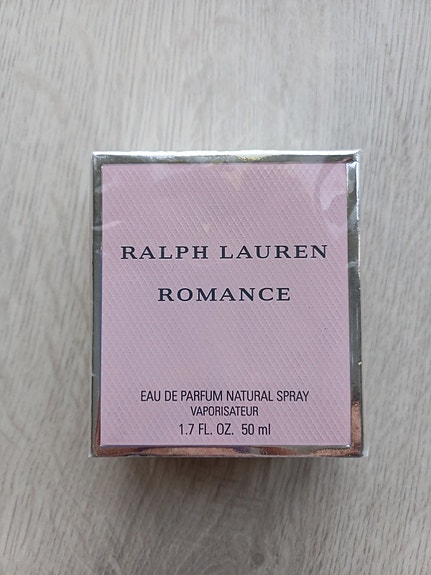 RALPH LAUREN
ROMANCE
EAU DE PARFUM NATURAL SPRAY
VAPORISATEUR
1.7 FL. OZ. 50 ml